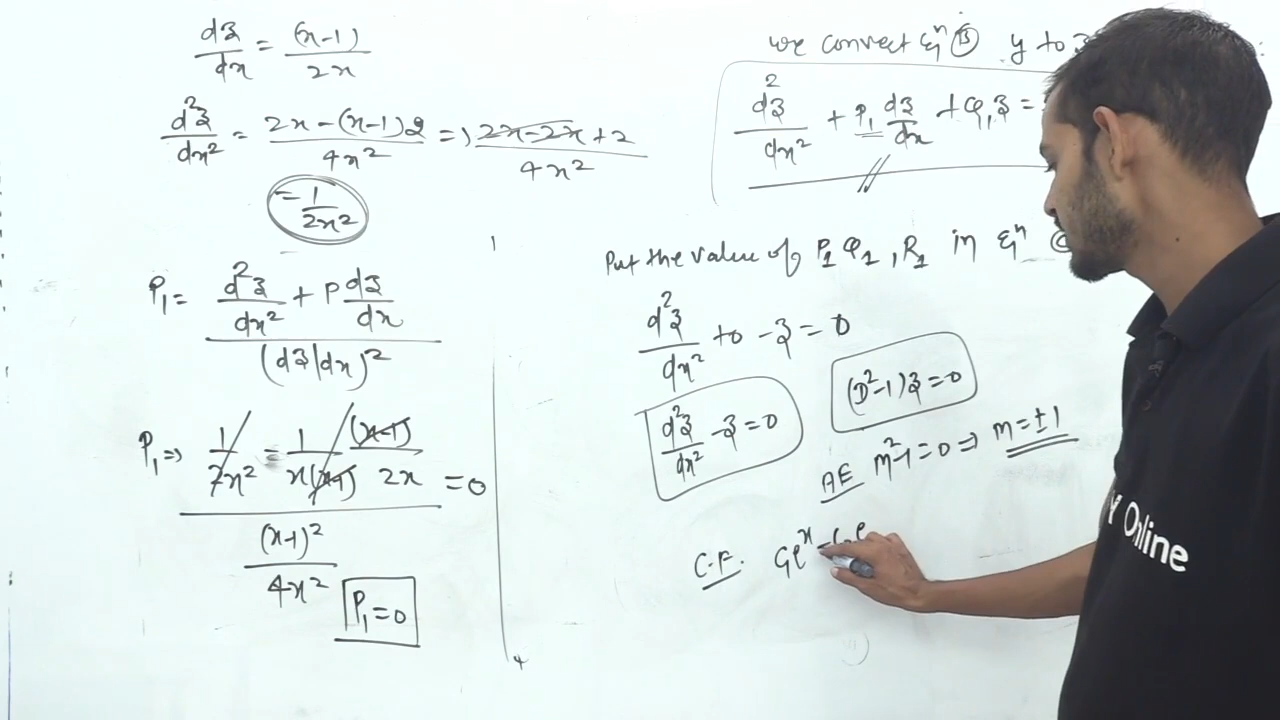 dz/dx = (x-1)/2x
d²z/dx² = (2x-(x-1)2)/4x² => (2x-2x+2)/4x²
= 1/2x²
P₁ = (d²z/dx² + P dz/dx)/(dz/dx)²
P₁ => (1/2x² - 1/x(x-1) (x-1)/2x)/((x-1)²/4x²) = 0
P₁ = 0
we convert Eqⁿ y to z
d²z/dx² + P₁ dz/dx + Q₁z =
Put the value of P₁ Q₁, R₁ in Eqⁿ
d²z/dx² + 0 - z = 0
d²z/dx² - z = 0
(D²-1)z = 0
AE m²-1 = 0 => m = ±1
C.F. C₁eˣ
Online